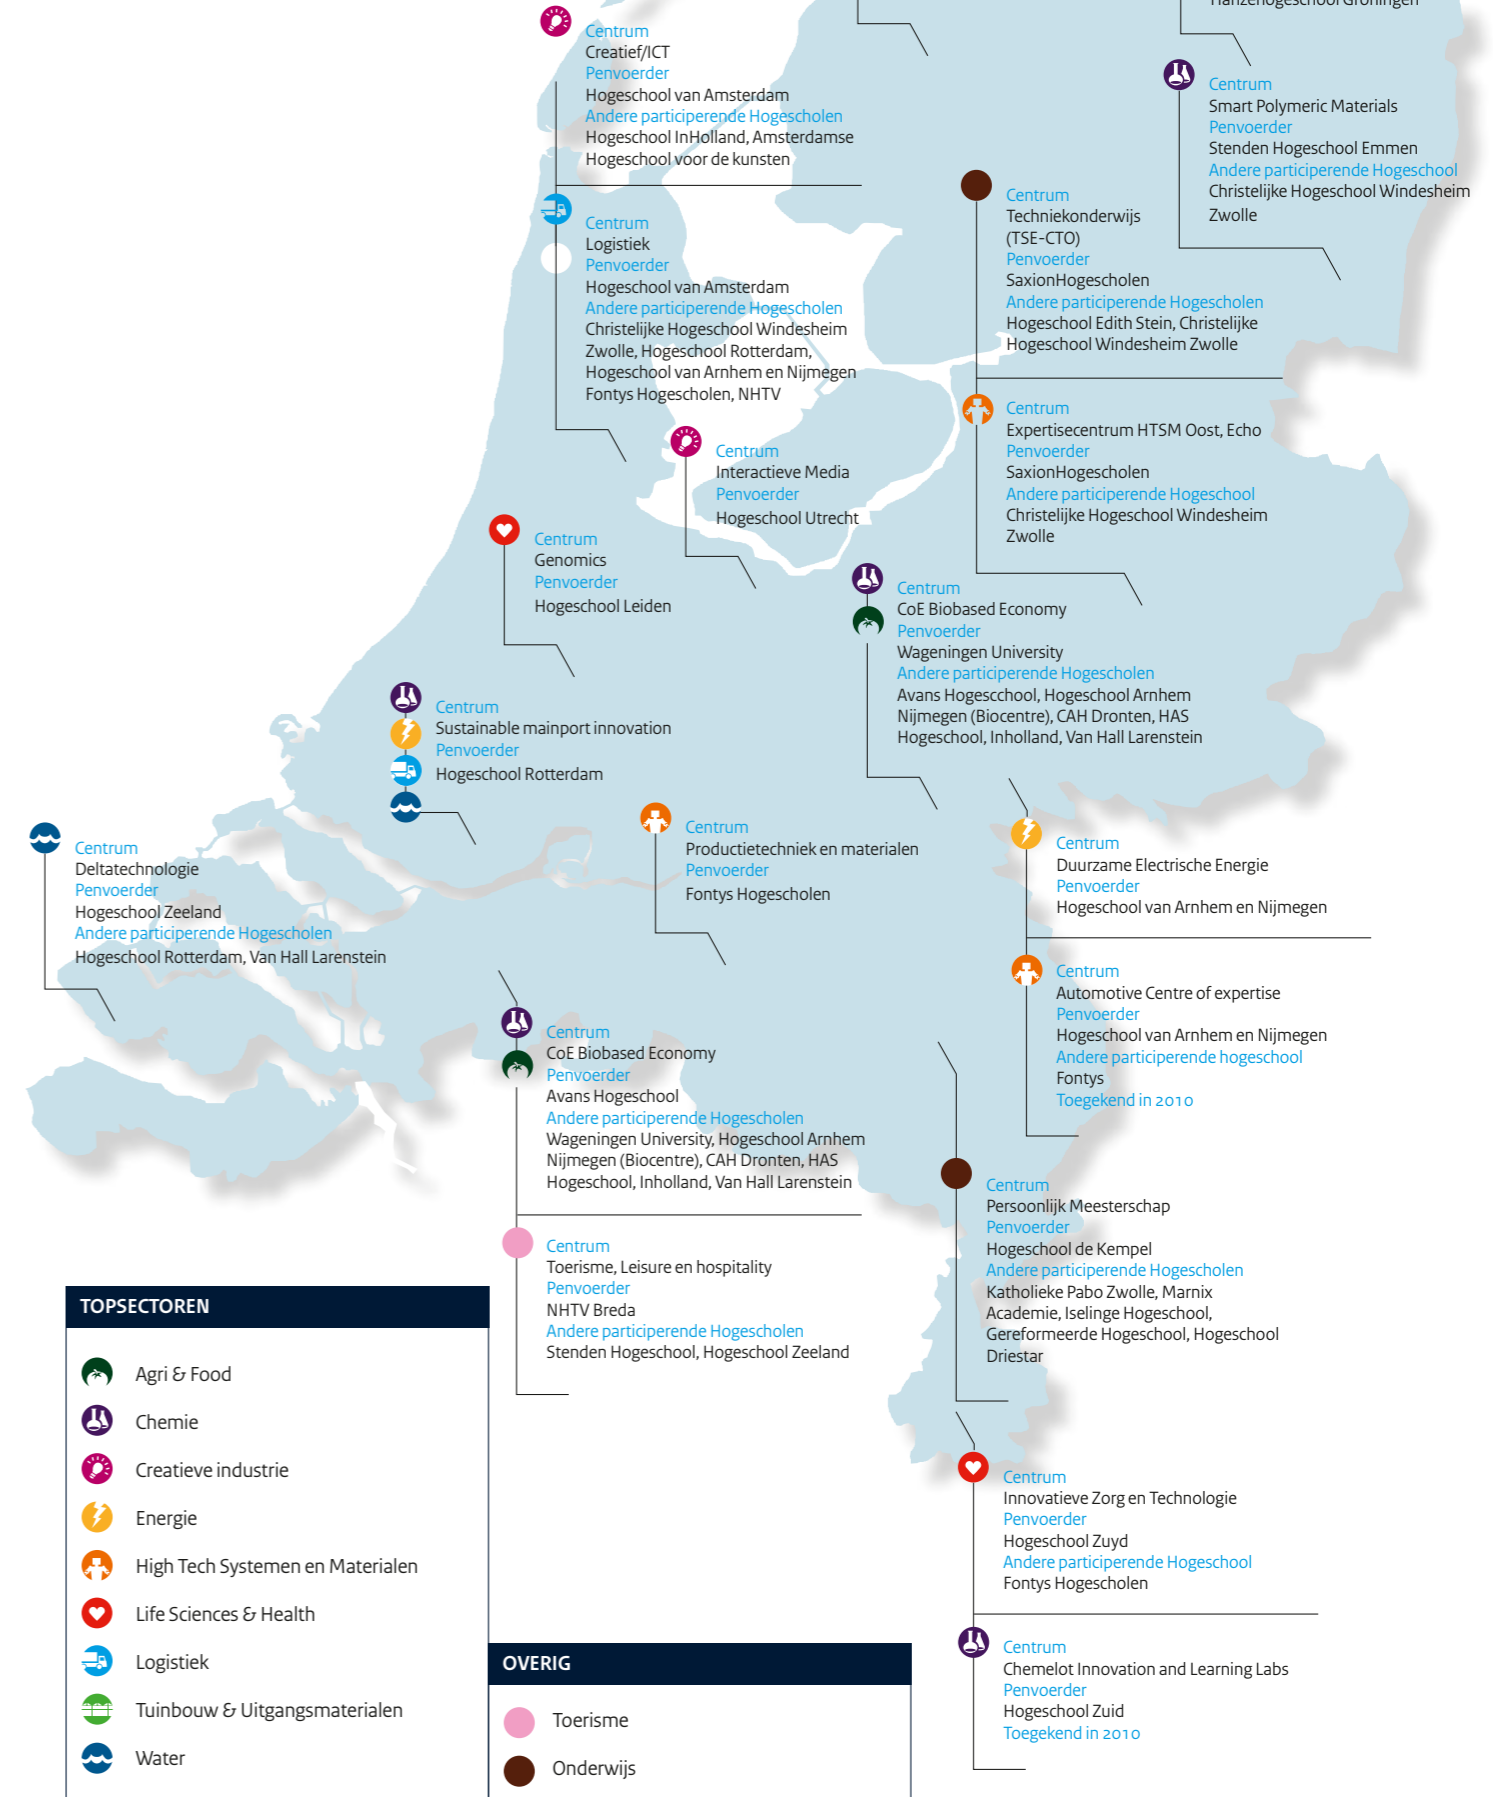 Hanzehogeschool Groningen
Centrum
Creatief/ICT
Penvoerder
Hogeschool van Amsterdam
Andere participerende Hogescholen
Hogeschool InHolland, Amsterdamse
Hogeschool voor de kunsten
Centrum
Smart Polymeric Materials
Penvoerder
Stenden Hogeschool Emmen
Andere participerende Hogeschool
Christelijke Hogeschool Windesheim
Zwolle
Centrum
Logistiek
Penvoerder
Hogeschool van Amsterdam
Andere participerende Hogescholen
Christelijke Hogeschool Windesheim
Zwolle, Hogeschool Rotterdam,
Hogeschool van Arnhem en Nijmegen
Fontys Hogescholen, NHTV
Centrum
Techniekonderwijs
(TSE-CTO)
Penvoerder
SaxionHogescholen
Andere participerende Hogescholen
Hogeschool Edith Stein, Christelijke
Hogeschool Windesheim Zwolle
Centrum
Expertisecentrum HTSM Oost, Echo
Penvoerder
SaxionHogescholen
Andere participerende Hogeschool
Christelijke Hogeschool Windesheim
Zwolle
Centrum
Interactieve Media
Penvoerder
Hogeschool Utrecht
Centrum
Genomics
Penvoerder
Hogeschool Leiden
Centrum
CoE Biobased Economy
Penvoerder
Wageningen University
Andere participerende Hogescholen
Avans Hogescchool, Hogeschool Arnhem
Nijmegen (Biocentre), CAH Dronten, HAS
Hogeschool, Inholland, Van Hall Larenstein
Centrum
Sustainable mainport innovation
Penvoerder
Hogeschool Rotterdam
Centrum
Productietechniek en materialen
Penvoerder
Fontys Hogescholen
Centrum
Deltatechnologie
Penvoerder
Hogeschool Zeeland
Andere participerende Hogescholen
Hogeschool Rotterdam, Van Hall Larenstein
Centrum
Duurzame Electrische Energie
Penvoerder
Hogeschool van Arnhem en Nijmegen
Centrum
Automotive Centre of expertise
Penvoerder
Hogeschool van Arnhem en Nijmegen
Andere participerende hogeschool
Fontys
Toegekend in 2010
Centrum
CoE Biobased Economy
Penvoerder
Avans Hogeschool
Andere participerende Hogescholen
Wageningen University, Hogeschool Arnhem
Nijmegen (Biocentre), CAH Dronten, HAS
Hogeschool, Inholland, Van Hall Larenstein
Centrum
Toerisme, Leisure en hospitality
Penvoerder
NHTV Breda
Andere participerende Hogescholen
Stenden Hogeschool, Hogeschool Zeeland
Centrum
Persoonlijk Meesterschap
Penvoerder
Hogeschool de Kempel
Andere participerende Hogescholen
Katholieke Pabo Zwolle, Marnix
Academie, Iselinge Hogeschool,
Gereformeerde Hogeschool, Hogeschool
Driestar
Centrum
Innovatieve Zorg en Technologie
Penvoerder
Hogeschool Zuyd
Andere participerende Hogeschool
Fontys Hogescholen
Centrum
Chemelot Innovation and Learning Labs
Penvoerder
Hogeschool Zuid
Toegekend in 2010
TOPSECTOREN
Agri & Food
Chemie
Creatieve industrie
Energie
High Tech Systemen en Materialen
Life Sciences & Health
Logistiek
Tuinbouw & Uitgangsmaterialen
Water
OVERIG
Toerisme
Onderwijs